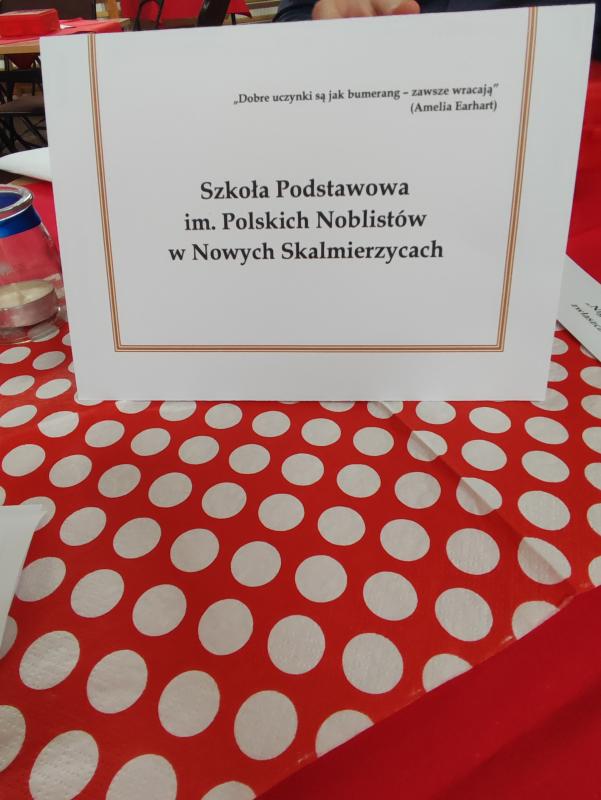 „Dobre uczynki są jak bumerang – zawsze wracają”
(Amelia Earhart)
Szkoła Podstawowa
im. Polskich Noblistów
w Nowych Skalmierzycach